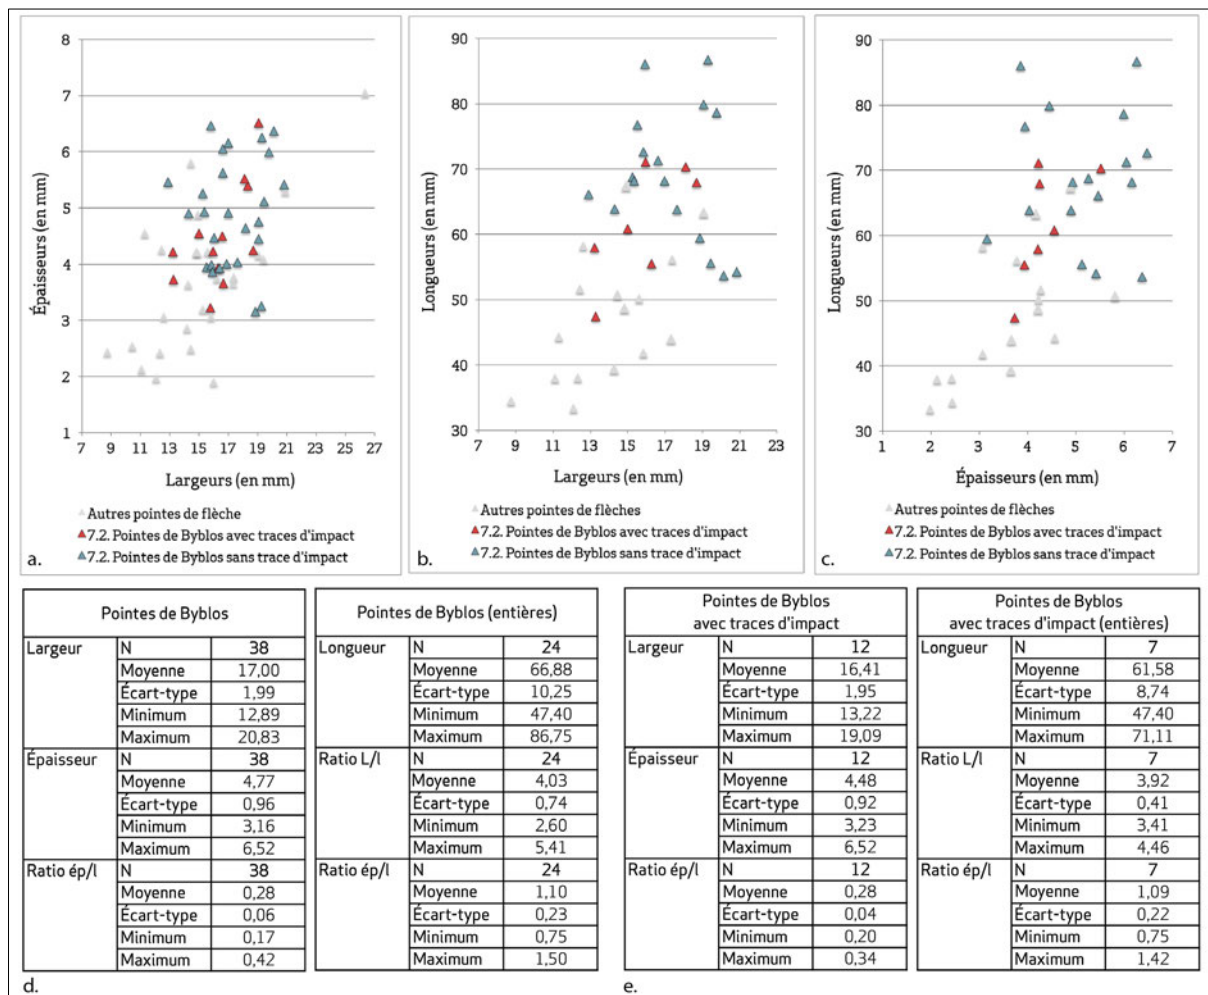 8
7
6
5
4
3
2
1
Épaisseurs (en mm)
7 9 11 13 15 17 19 21 23 25 27
Largeurs (en mm)
Autres pointes de flèche
7.2. Pointes de Byblos avec traces d'impact
7.2. Pointes de Byblos sans trace d'impact
a.
90
80
70
60
50
40
30
Longueurs (en mm)
7 9 11 13 15 17 19 21 23
Largeurs (en mm)
Autres pointes de flèches
7.2. Pointes de Byblos avec traces d'impact
7.2. Pointes de Byblos sans trace d'impact
b.
90
80
70
60
50
40
30
Longueurs (en mm)
1 2 3 4 5 6 7
Épaisseurs (en mm)
Autres pointes de flèches
7.2. Pointes de Byblos avec traces d'impact
7.2. Pointes de Byblos sans trace d'impact
c.
Pointes de Byblos
Largeur N 38
Moyenne 17,00
Écart-type 1,99
Minimum 12,89
Maximum 20,83
Épaisseur N 38
Moyenne 4,77
Écart-type 0,96
Minimum 3,16
Maximum 6,52
Ratio ép/l N 38
Moyenne 0,28
Écart-type 0,06
Minimum 0,17
Maximum 0,42
Pointes de Byblos (entières)
Longueur N 24
Moyenne 66,88
Écart-type 10,25
Minimum 47,40
Maximum 86,75
Ratio L/l N 24
Moyenne 4,03
Écart-type 0,74
Minimum 2,60
Maximum 5,41
Ratio ép/l N 24
Moyenne 1,10
Écart-type 0,23
Minimum 0,75
Maximum 1,50
d.
Pointes de Byblos
avec traces d'impact
Largeur N 12
Moyenne 16,41
Écart-type 1,95
Minimum 13,22
Maximum 19,09
Épaisseur N 12
Moyenne 4,48
Écart-type 0,92
Minimum 3,23
Maximum 6,52
Ratio ép/l N 12
Moyenne 0,28
Écart-type 0,04
Minimum 0,20
Maximum 0,34
Pointes de Byblos
avec traces d'impact (entières)
Longueur N 7
Moyenne 61,58
Écart-type 8,74
Minimum 47,40
Maximum 71,11
Ratio L/l N 7
Moyenne 3,92
Écart-type 0,41
Minimum 3,41
Maximum 4,46
Ratio ép/l N 7
Moyenne 1,09
Écart-type 0,22
Minimum 0,75
Maximum 1,42
e.